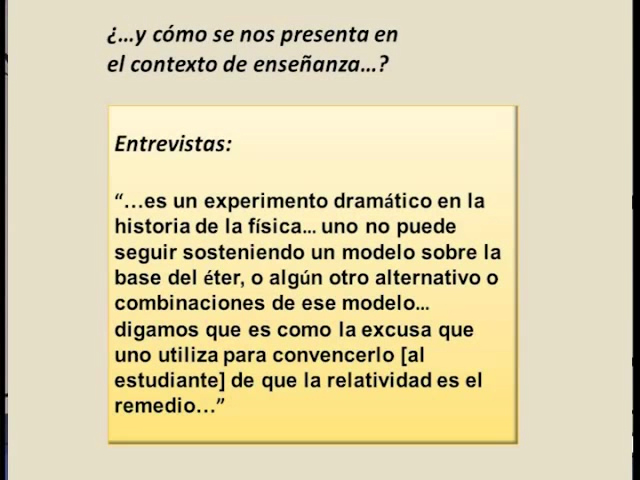 ¿…y cómo se nos presenta en
el contexto de enseñanza…?
Entrevistas:
“…es un experimento dramático en la
historia de la física... uno no puede
seguir sosteniendo un modelo sobre la
base del éter, o algún otro alternativo o
combinaciones de ese modelo...
digamos que es como la excusa que
uno utiliza para convencerlo [al
estudiante] de que la relatividad es el
remedio…”